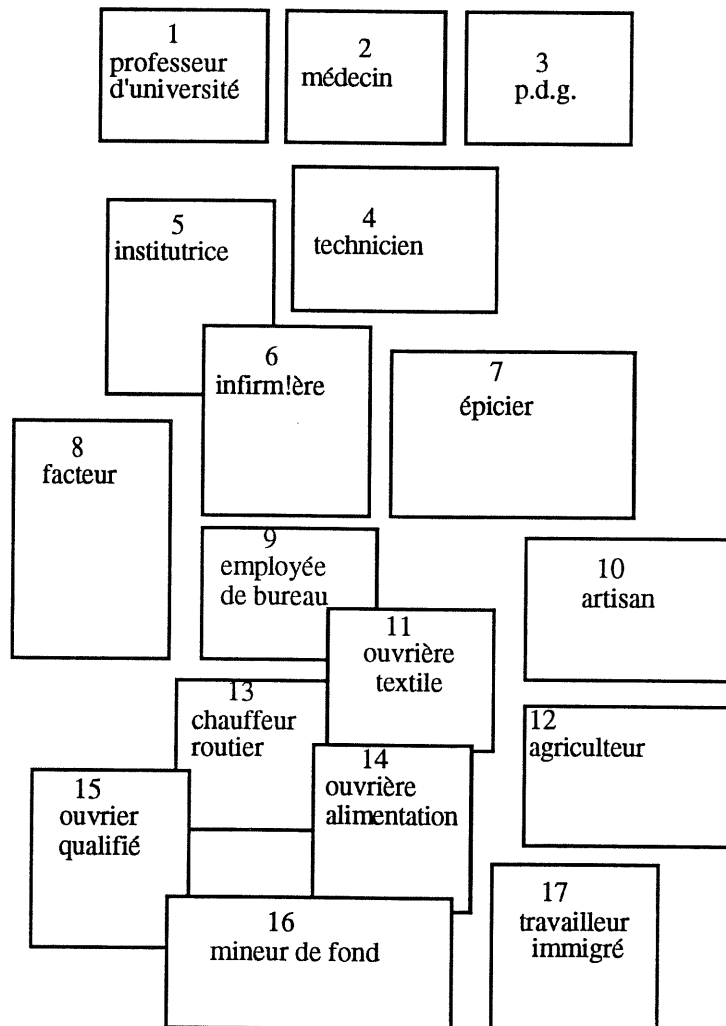 1
professeur
d'université
2
médecin
3
p.d.g.
4
technicien
5
institutrice
6
infirm!ère
7
épicier
8
facteur
9
employée
de bureau
10
artisan
11
ouvrière
textile
12
agriculteur
13
chauffeur
routier
14
ouvrière
alimentation
15
ouvrier
qualifié
16
mineur de fond
17
travailleur
immigré